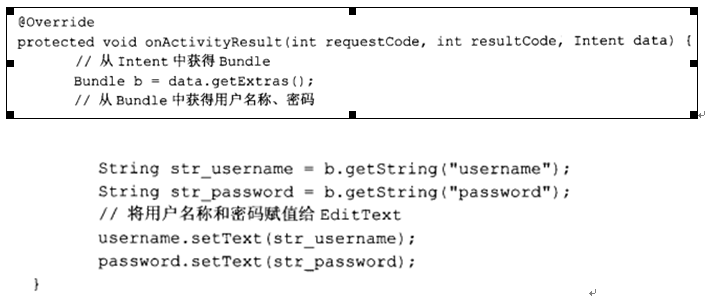 @Override
protected void onActivityResult(int requestCode, int resultCode, Intent data) {
// 从 Intent 中获得 Bundle
Bundle b = data.getExtras();
// 从 Bundle 中获得用户名称、密码
String str_username = b.getString("username");
String str_password = b.getString("password");
// 将用户名称和密码赋值给 EditText
username.setText(str_username);
password.setText(str_password);
}